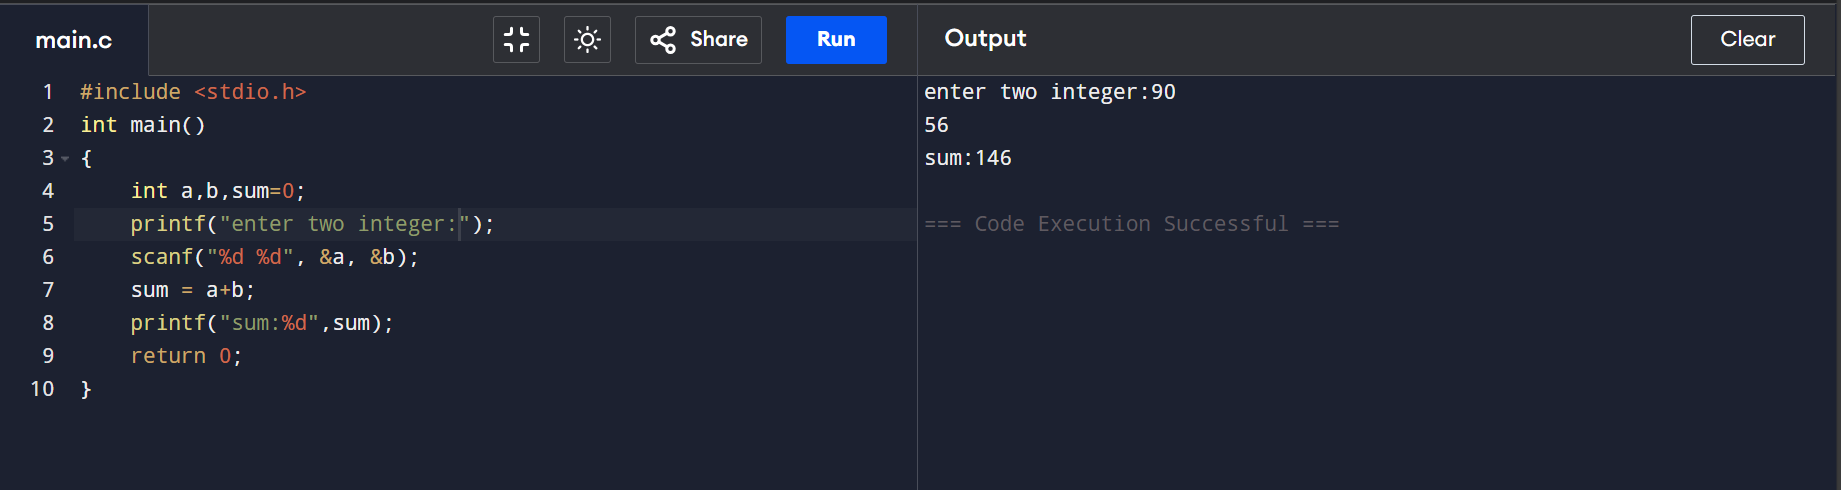 main.c
Share
Run
Output
Clear
1 #include <stdio.h>
2 int main()
3 {
4     int a,b,sum=0;
5     printf("enter two integer:");
6     scanf("%d %d", &a, &b);
7     sum = a+b;
8     printf("sum:%d",sum);
9     return 0;
10 }
enter two integer:90
56
sum:146
=== Code Execution Successful ===